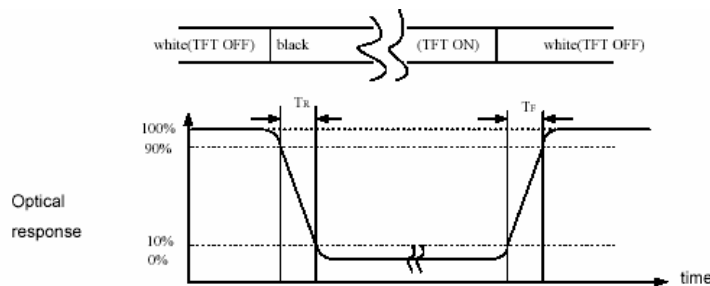 white(TFT OFF) black (TFT ON) white(TFT OFF)
TR TF
100%
90%
Optical
response
10%
0%
time